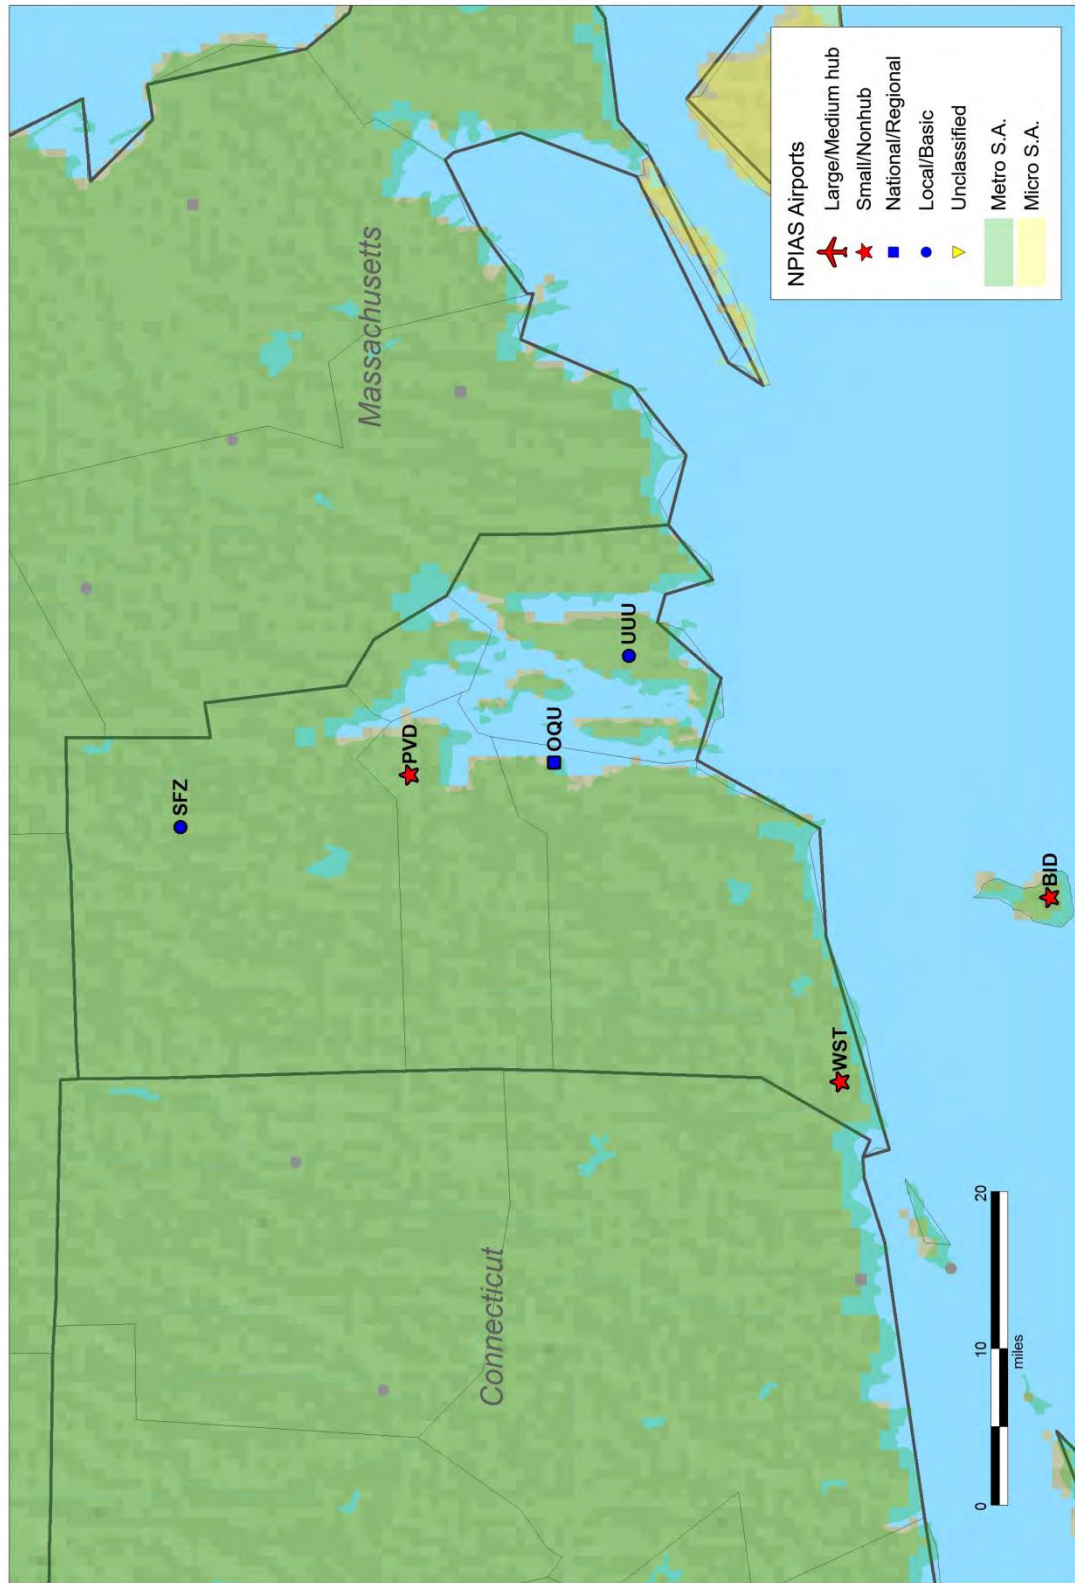 Massachusetts
Connecticut
SFZ
PVD
OQU
UUU
WST
BID
NPIAS Airports
Large/Medium hub
Small/Nonhub
National/Regional
Local/Basic
Unclassified
Metro S.A.
Micro S.A.
0 10 20
miles